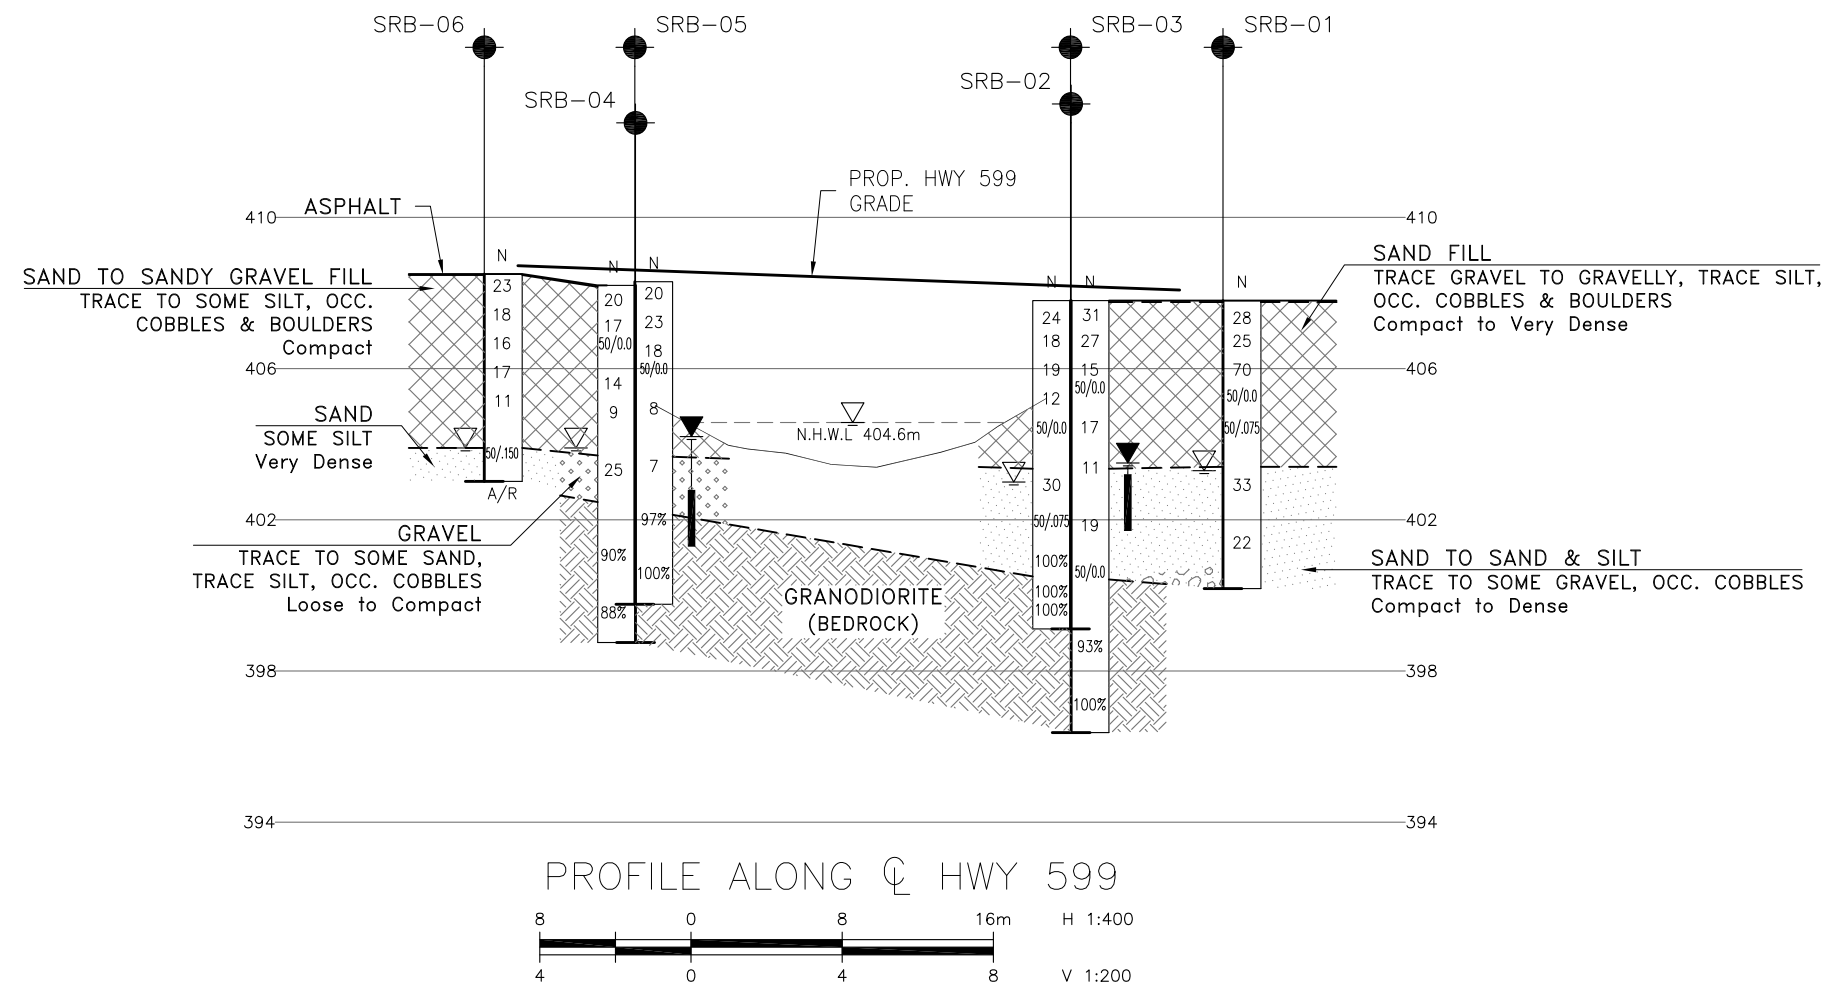 SRB-06
SRB-05
SRB-03
SRB-01
SRB-04
SRB-02
PROP. HWY 599
GRADE
ASPHALT
410
410
SAND TO SANDY GRAVEL FILL
TRACE TO SOME SILT, OCC.
COBBLES & BOULDERS
Compact
SAND FILL
TRACE GRAVEL TO GRAVELLY, TRACE SILT,
OCC. COBBLES & BOULDERS
Compact to Very Dense
406
406
SAND
SOME SILT
Very Dense
N
23
18
16
17
11
50/.150
A/R
N
20
17
50/0.0
14
9
25
90%
88%
N
20
23
18
50/0.0
8
7
97%
100%
N.H.W.L 404.6m
N
24
18
19
12
50/0.0
30
50/.075
100%
100%
100%
N
31
27
15
50/0.0
17
11
19
50/0.0
93%
100%
N
28
25
70
50/0.0
50/.075
33
22
402
402
GRAVEL
TRACE TO SOME SAND,
TRACE SILT, OCC. COBBLES
Loose to Compact
GRANODIORITE
(BEDROCK)
SAND TO SAND & SILT
TRACE TO SOME GRAVEL, OCC. COBBLES
Compact to Dense
398
398
394
394
PROFILE ALONG ℄ HWY 599
8 0 8 16m H 1:400
4 0 4 8 V 1:200